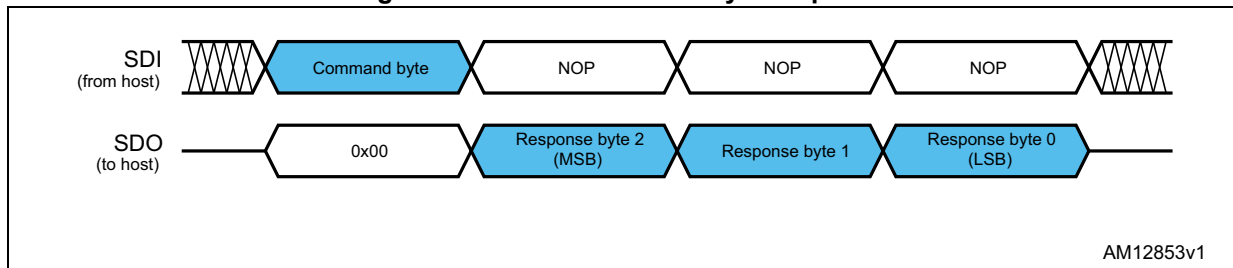 SDI
(from host)
Command byte
NOP
NOP
NOP
SDO
(to host)
0x00
Response byte 2
(MSB)
Response byte 1
Response byte 0
(LSB)
AM12853v1